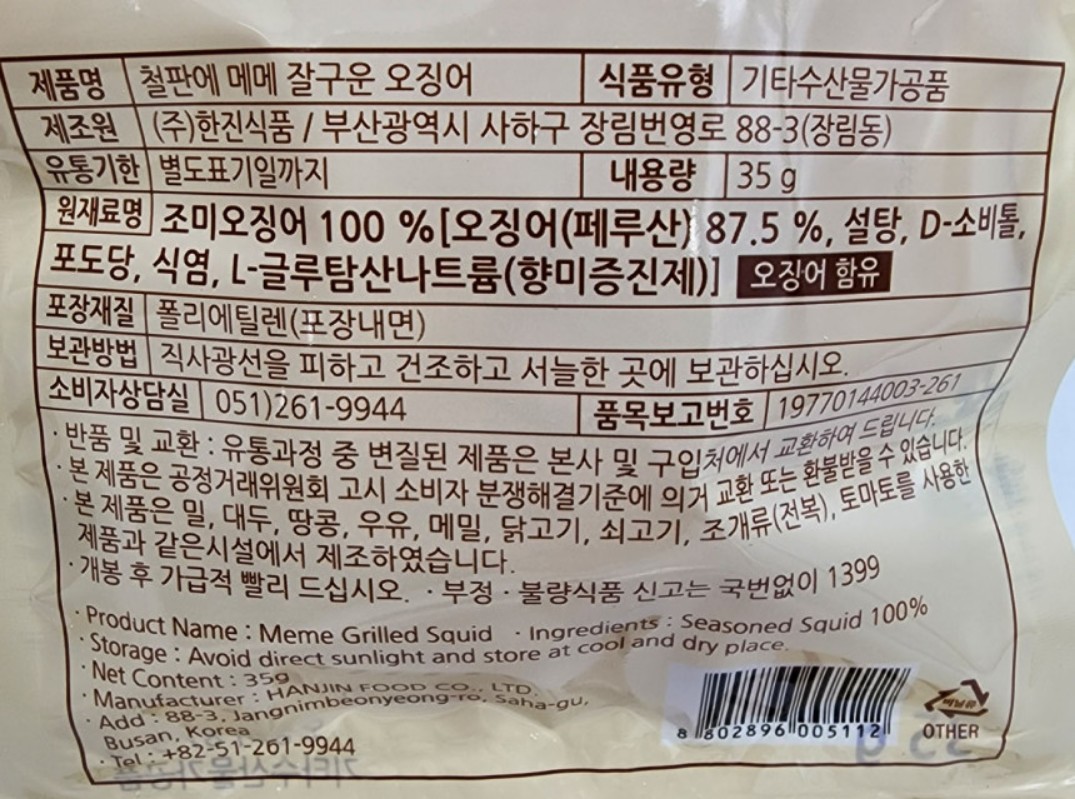 제품명 철판에 메메 잘구운 오징어 식품유형 기타수산물가공품
제조원 (주)한진식품 / 부산광역시 사하구 장림번영로 88-3(장림동)
유통기한 별도표기일까지 내용량 35 g
원재료명 조미오징어 100 %[오징어(페루산) 87.5 %, 설탕, D-소비톨,
포도당, 식염, L-글루탐산나트륨(향미증진제)] 오징어 함유
포장재질 폴리에틸렌(포장내면)
보관방법 직사광선을 피하고 건조하고 서늘한 곳에 보관하십시오.
소비자상담실 051)261-9944 품목보고번호 19770144003-261
· 반품 및 교환 : 유통과정 중 변질된 제품은 본사 및 구입처에서 교환하여 드립니다.
· 본 제품은 공정거래위원회 고시 소비자 분쟁해결기준에 의거 교환 또는 환불받을 수 있습니다.
· 본 제품은 밀, 대두, 땅콩, 우유, 메밀, 닭고기, 쇠고기, 조개류(전복), 토마토를 사용한
제품과 같은시설에서 제조하였습니다.
· 개봉 후 가급적 빨리 드십시오. · 부정 · 불량식품 신고는 국번없이 1399
· Product Name : Meme Grilled Squid · Ingredients : Seasoned Squid 100%
· Storage : Avoid direct sunlight and store at cool and dry place.
· Net Content : 35g
· Manufacturer : HANJIN FOOD CO., LTD.
· Add : 88-3, Jangnimbeonyeong-ro, Saha-gu,
Busan, Korea
· Tel : +82-51-261-9944
8 802896 005112
비닐류
OTHER